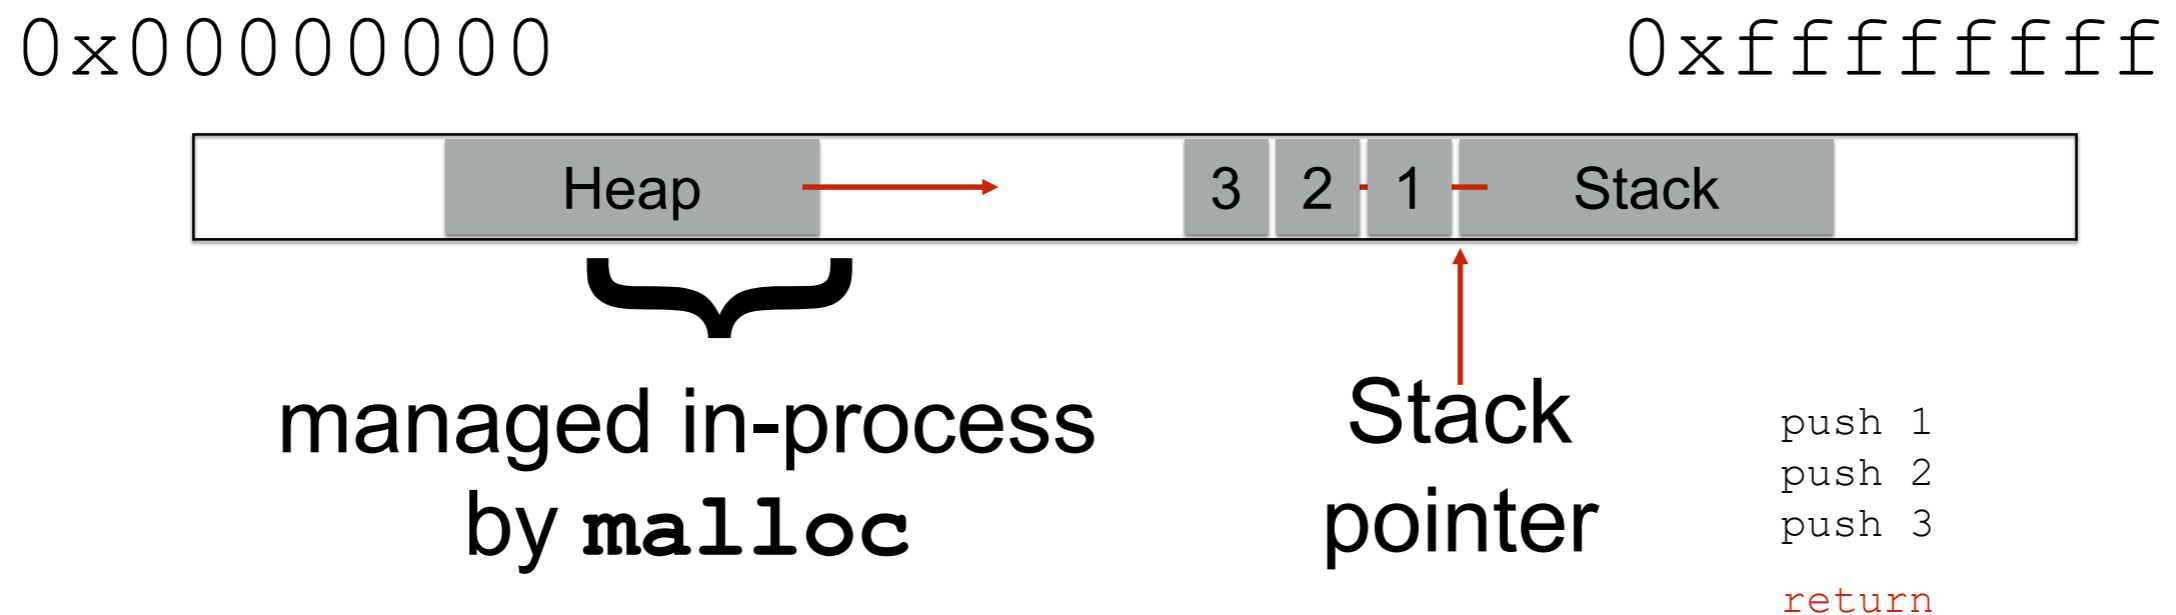 0x00000000 0xffffffff
Heap 3 2 1 Stack
managed in-process
by malloc
Stack
pointer
push 1
push 2
push 3
return